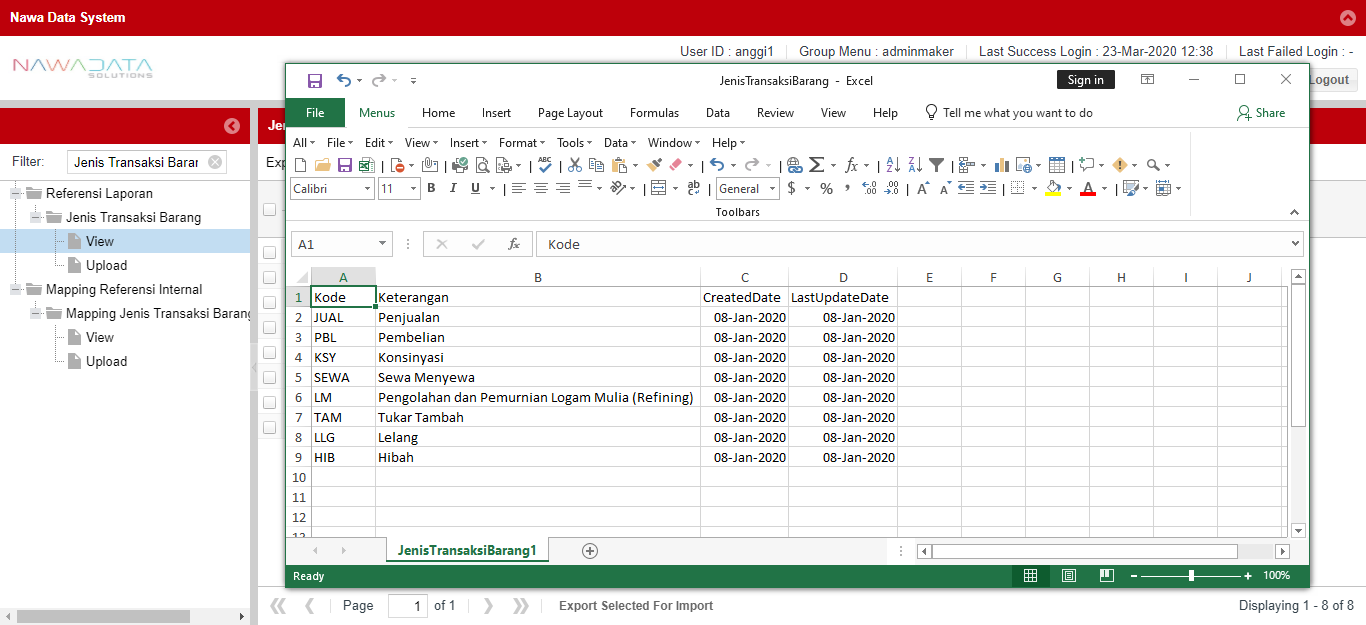 Nawa Data System
NAWADATA
SOLUTIONS
User ID : anggi1 Group Menu : adminmaker Last Success Login : 23-Mar-2020 12:38 Last Failed Login : -
Logout
JenisTransaksiBarang - Excel
Sign in
File Menus Home Insert Page Layout Formulas Data Review View Help Tell me what you want to do Share
All File Edit View Insert Format Tools Data Window Help
Calibri 11 B I U ab General $ % ,
Toolbars
A1 fx Kode
A B C D E F G H I J
1 Kode Keterangan CreatedDate LastUpdateDate
2 JUAL Penjualan 08-Jan-2020 08-Jan-2020
3 PBL Pembelian 08-Jan-2020 08-Jan-2020
4 KSY Konsinyasi 08-Jan-2020 08-Jan-2020
5 SEWA Sewa Menyewa 08-Jan-2020 08-Jan-2020
6 LM Pengolahan dan Pemurnian Logam Mulia (Refining) 08-Jan-2020 08-Jan-2020
7 TAM Tukar Tambah 08-Jan-2020 08-Jan-2020
8 LLG Lelang 08-Jan-2020 08-Jan-2020
9 HIB Hibah 08-Jan-2020 08-Jan-2020
10
11
12
JenisTransaksiBarang1
Ready 100%
Filter: Jenis Transaksi Barar
Referensi Laporan
Jenis Transaksi Barang
View
Upload
Mapping Referensi Internal
Mapping Jenis Transaksi Barang
View
Upload
Jei
Exp
Page 1 of 1 Export Selected For Import Displaying 1 - 8 of 8